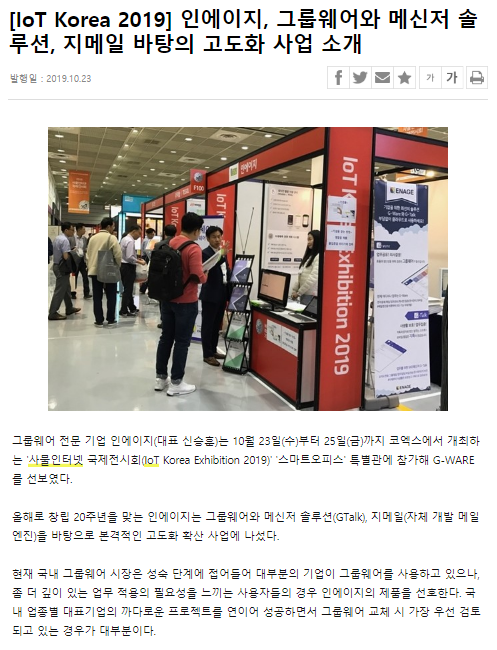 [IoT Korea 2019] 인에이지, 그룹웨어와 메신저 솔
루션, 지메일 바탕의 고도화 사업 소개
발행일 : 2019.10.23
가 가
인에이지
F100
IoT Korea Exhibition 2019
ENAGE
G-Ware와 G-Talk
그룹웨어 전문 기업 인에이지(대표 신승흠)는 10월 23일(수)부터 25일(금)까지 코엑스에서 개최하
는 '사물인터넷 국제전시회(IoT Korea Exhibition 2019)' '스마트오피스' 특별관에 참가해 G-WARE
를 선보였다.
올해로 창립 20주년을 맞는 인에이지는 그룹웨어와 메신저 솔루션(GTalk), 지메일(자체 개발 메일
엔진)을 바탕으로 본격적인 고도화 확산 사업에 나섰다.
현재 국내 그룹웨어 시장은 성숙 단계에 접어들어 대부분의 기업이 그룹웨어를 사용하고 있으나,
좀 더 깊이 있는 업무 적용의 필요성을 느끼는 사용자들의 경우 인에이지의 제품을 선호한다. 국
내 업종별 대표기업의 까다로운 프로젝트를 연이어 성공하면서 그룹웨어 교체 시 가장 우선 검토
되고 있는 경우가 대부분이다.